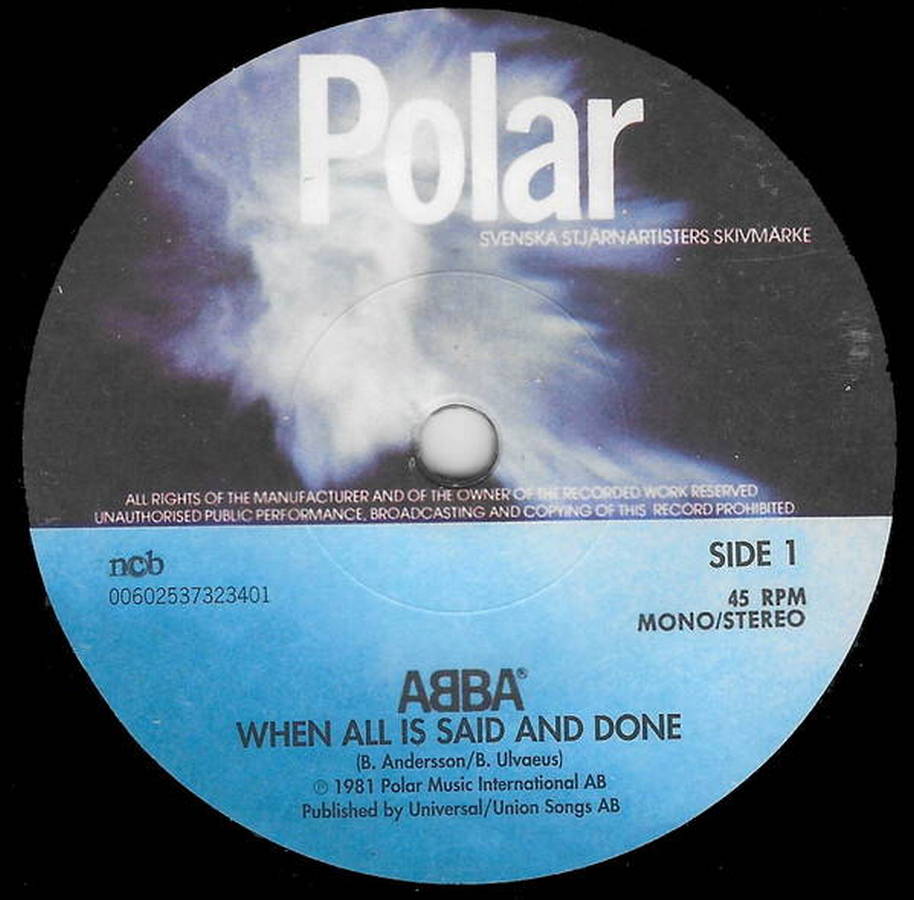 Polar
SVENSKA STJÄRNARTISTERS SKIVMÄRKE
ALL RIGHTS OF THE MANUFACTURER AND OF THE OWNER OF THE RECORDED WORK RESERVED
UNAUTHORISED PUBLIC PERFORMANCE, BROADCASTING AND COPYING OF THIS RECORD PROHIBITED
ncb
00602537323401
SIDE 1
45 RPM
MONO/STEREO
ABBA®
WHEN ALL IS SAID AND DONE
(B. Andersson/B. Ulvaeus)
℗ 1981 Polar Music International AB
Published by Universal/Union Songs AB